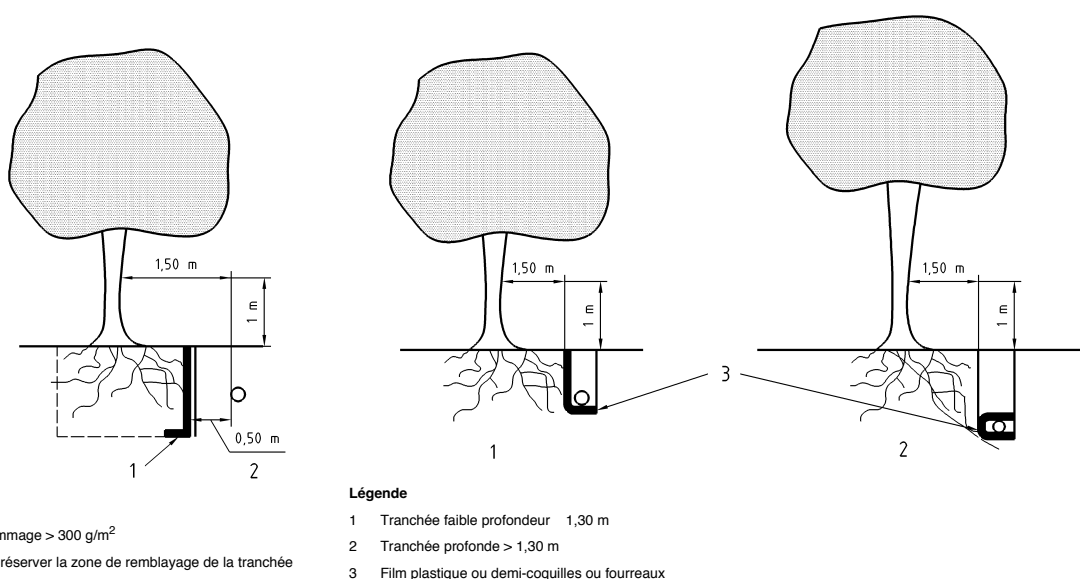 1,50 m
1 m
0,50 m
1
2
1,50 m
1 m
1
1,50 m
1 m
3
2
Légende
1 Tranchée faible profondeur 1,30 m
2 Tranchée profonde > 1,30 m
3 Film plastique ou demi-coquilles ou fourreaux
> 300 g/m²
de remblayage de la tranchée
réserver la zone